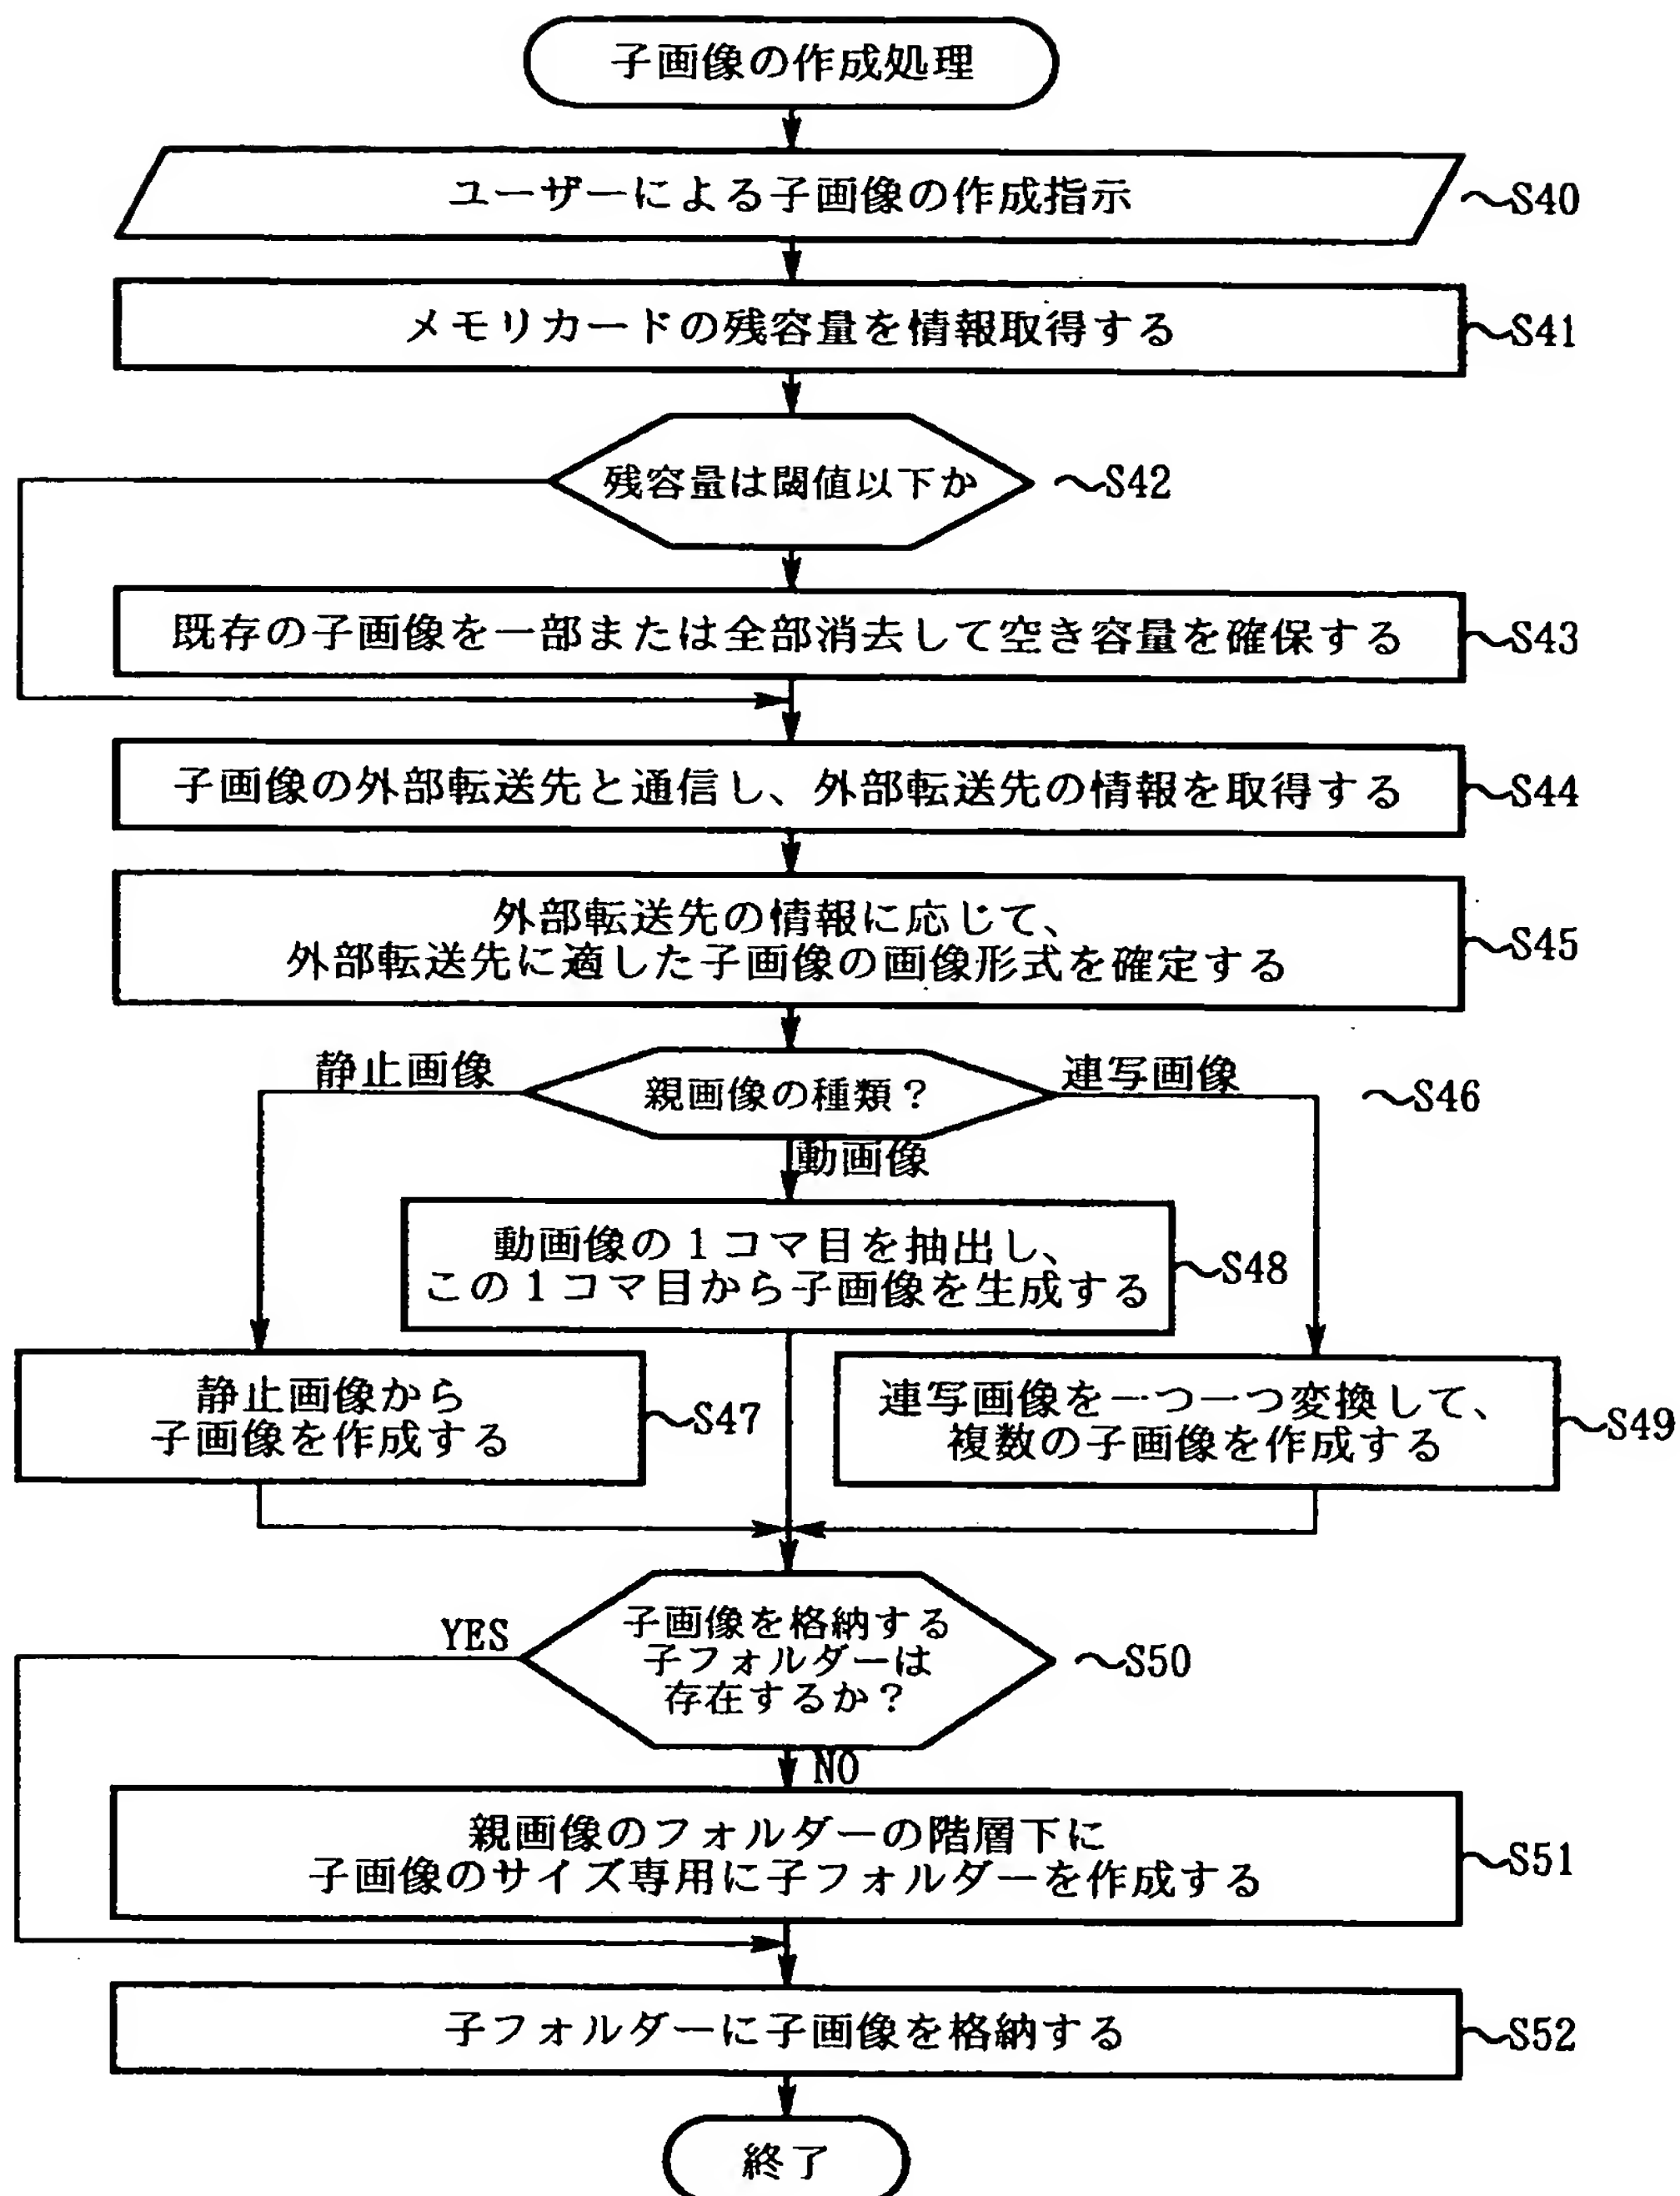 子画像の作成処理
ユーザーによる子画像の作成指示
~S40
メモリカードの残容量を情報取得する
~S41
残容量は閾値以下か
~S42
既存の子画像を一部または全部消去して空き容量を確保する
~S43
子画像の外部転送先と通信し、外部転送先の情報を取得する
~S44
外部転送先の情報に応じて、
外部転送先に適した子画像の画像形式を確定する
~S45
静止画像
親画像の種類?
連写画像
~S46
動画像
動画像の1コマ目を抽出し、
この1コマ目から子画像を生成する
~S48
静止画像から
子画像を作成する
~S47
連写画像を一つ一つ変換して、
複数の子画像を作成する
~S49
YES
子画像を格納する
子フォルダーは
存在するか?
~S50
NO
親画像のフォルダーの階層下に
子画像のサイズ専用に子フォルダーを作成する
~S51
子フォルダーに子画像を格納する
~S52
終了